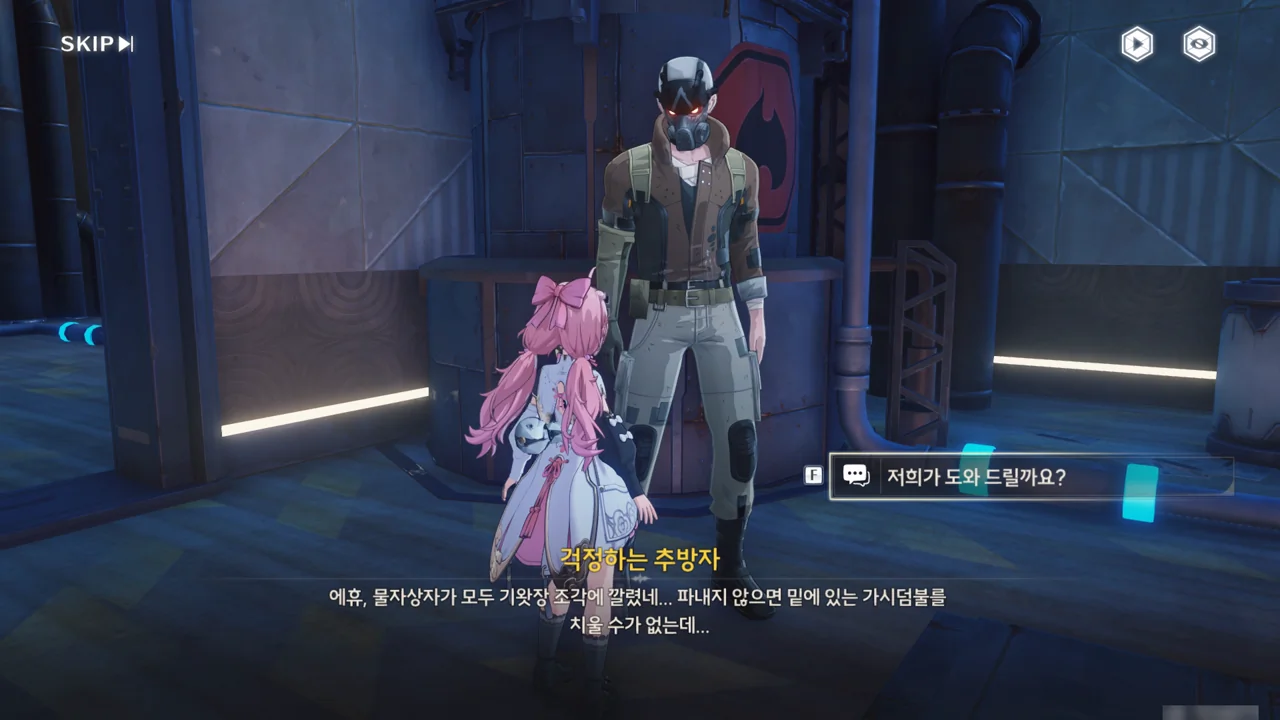 SKIP
F
저희가 도와 드릴까요?
걱정하는 추방자
에휴, 물자상자가 모두 기왓장 조각에 깔렸네... 파내지 않으면 밑에 있는 가시덤불를
치울 수가 없는데...